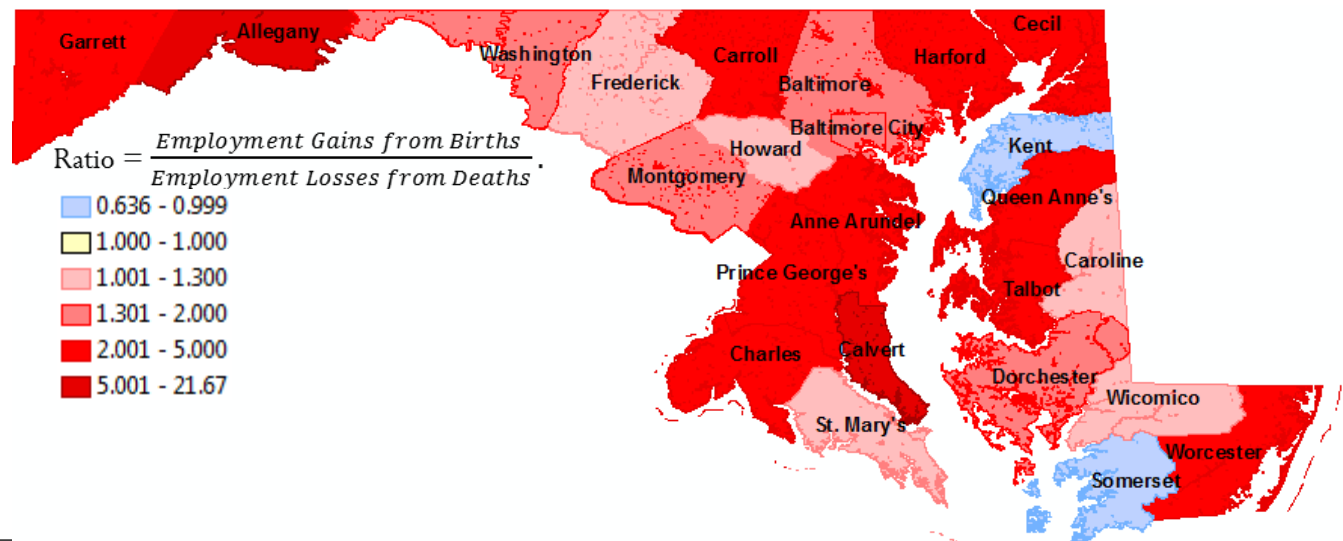 Garrett
Allegany
Washington
Frederick
Carroll
Baltimore
Harford
Cecil
Baltimore City
Howard
Montgomery
Kent
Queen Anne's
Anne Arundel
Prince George's
Caroline
Talbot
Charles
Calvert
Dorchester
St. Mary's
Wicomico
Worcester
Somerset
Ratio = Employment Gains from Births
Employment Losses from Deaths .
0.636 - 0.999
1.000 - 1.000
1.001 - 1.300
1.301 - 2.000
2.001 - 5.000
5.001 - 21.67